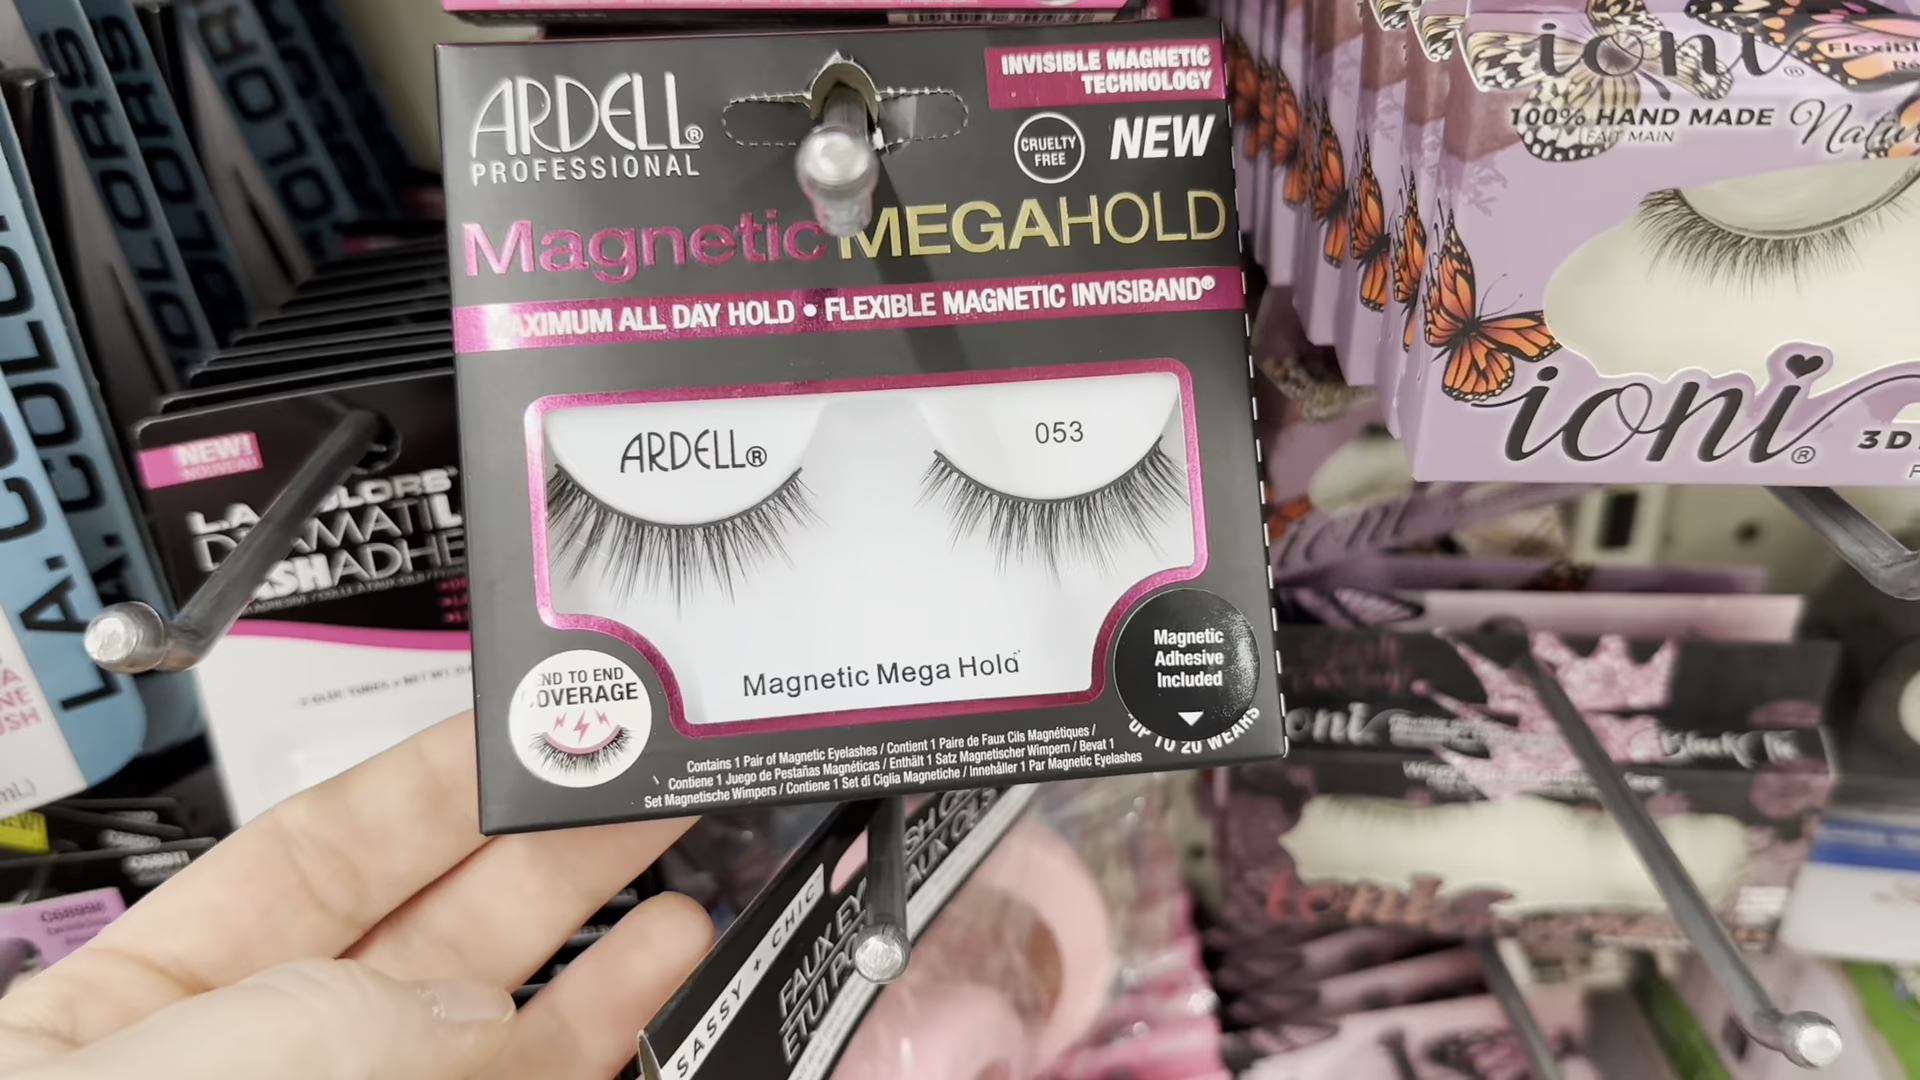 ARDELL®
PROFESSIONAL
INVISIBLE MAGNETIC
TECHNOLOGY
CRUELTY
FREE
NEW
Magnetic MEGAHOLD
MAXIMUM ALL DAY HOLD • FLEXIBLE MAGNETIC INVISIBAND®
ARDELL®
053
Magnetic Mega Hold
END TO END
COVERAGE
Magnetic
Adhesive
Included
UP TO 20 WEARS
Contains 1 Pair of Magnetic Eyelashes / Contient 1 Paire de Faux Cils Magnétiques /
Contiene 1 Juego de Pestañas Magnéticas / Enthält 1 Satz Magnetischer Wimpern / Bevat 1
Set Magnetische Wimpers / Contiene 1 Set di Ciglia Magnetiche / Innehåller 1 Par Magnetic Eyelashes
ioni®
100% HAND MADE
FAIT MAIN
ioni®
3D
L.A. COLORS
NEW!
NOUVEAU
L.A. COLORS
SASSY + CHIC
ioni